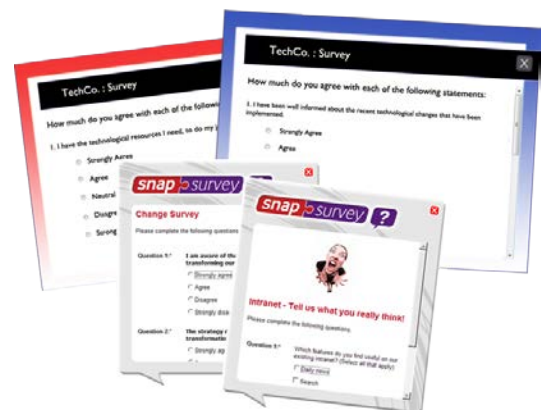 TechCo. : Survey
How much do you agree with each of the followin
1. I have the technological resources I need, to do my
Strongly Agree
Agree
Neutral
Disagre
Strong
TechCo. : Survey
X
How much do you agree with each of the following statements:
1. I have been well informed about the recent technological changes that have been
implemented.
Strongly Agree
Agree
snap survey ?
Change Survey
Please complete the following questions.
Question 1:*
I am aware of the
transforming our
Strongly agree
Agree
Disagree
Strongly disa
Question 2:*
The strategy r
transformatio
Strongly ag
snap survey ?
Intranet - Tell us what you really think!
Please complete the following questions.
Question 1:*
Which features do you find useful on our
existing intranet? (Select all that apply)
Daily news
Search